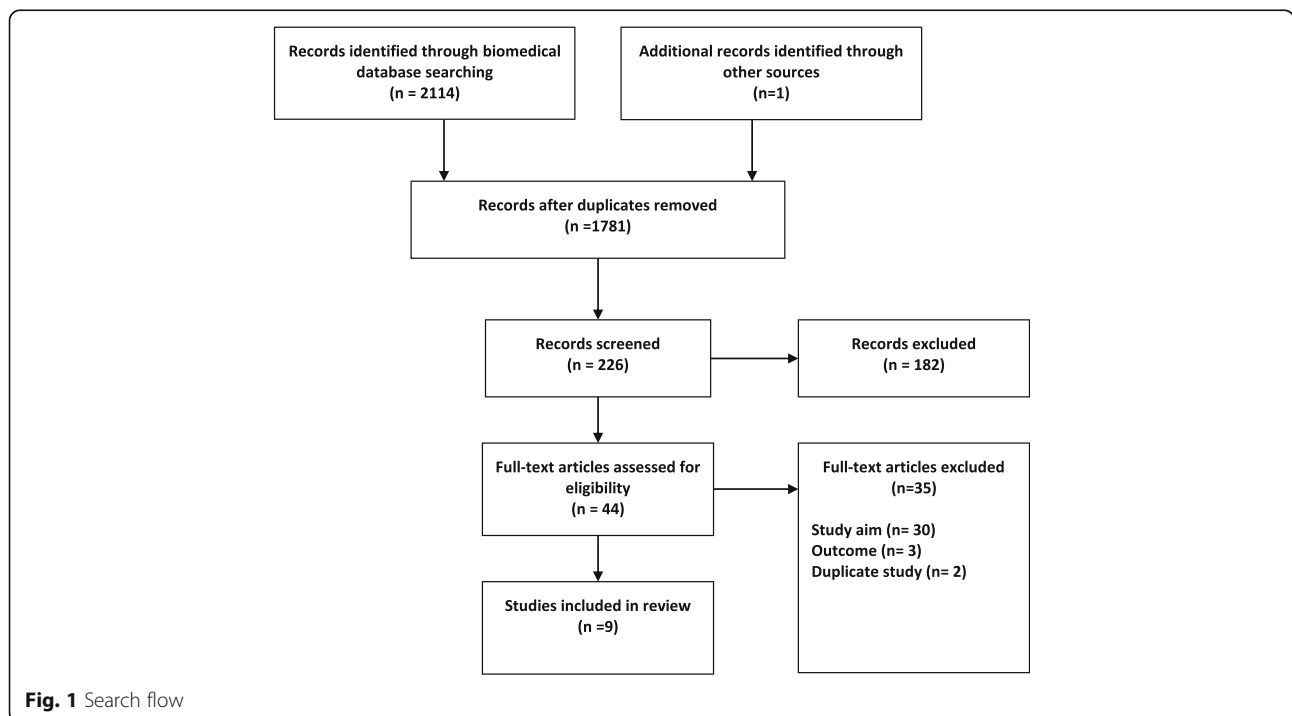 Records identified through biomedical
database searching
(n = 2114)
Additional records identified through
other sources
(n=1)
Records after duplicates removed
(n =1781)
Records screened
(n = 226)
Records excluded
(n = 182)
Full-text articles assessed for
eligibility
(n = 44)
Full-text articles excluded
(n=35)
Study aim (n= 30)
Outcome (n= 3)
Duplicate study (n= 2)
Studies included in review
(n =9)
Fig. 1 Search flow